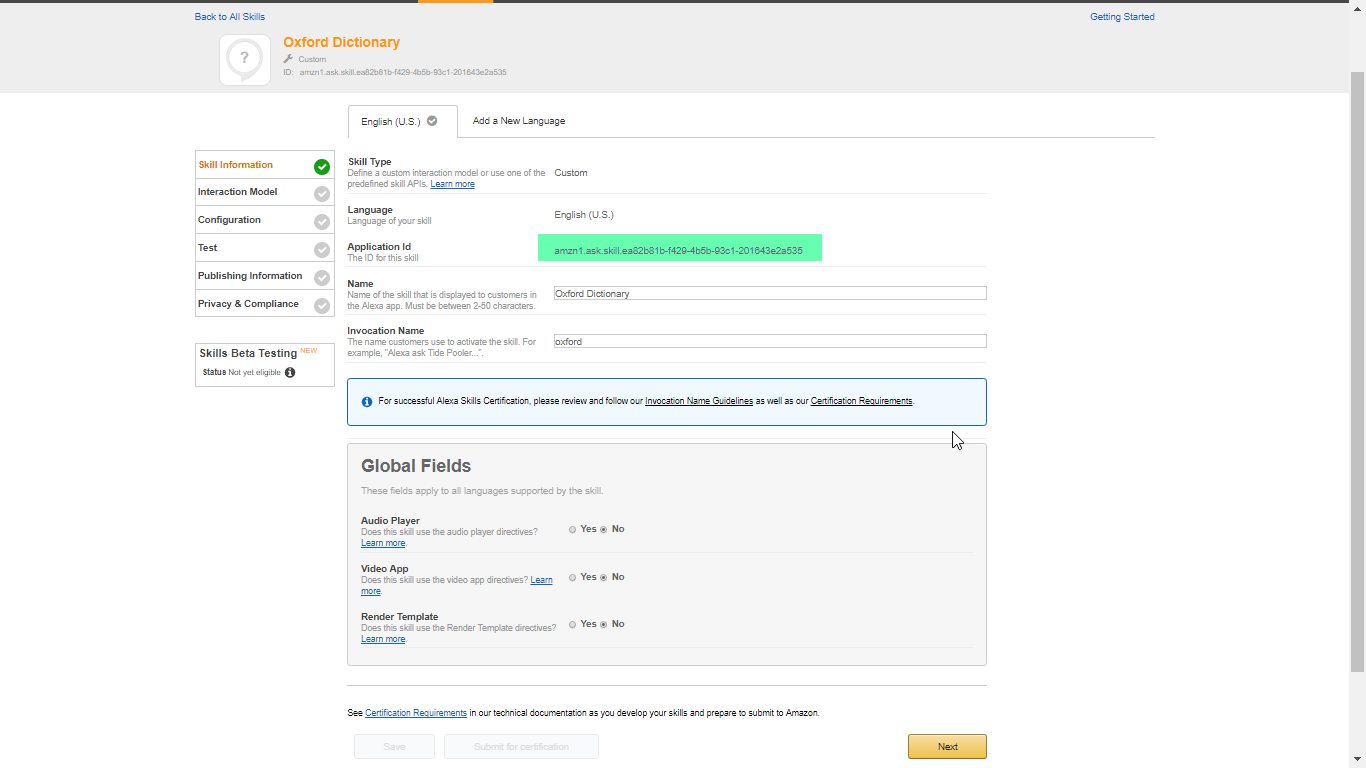 Back to All Skills
Getting Started
?
Oxford Dictionary
Custom
ID: amzn1.ask.skill.ea82b81b-f429-4b5b-93c1-201643e2a535
English (U.S.)
Add a New Language
Skill Information
Interaction Model
Configuration
Test
Publishing Information
Privacy & Compliance
Skills Beta Testing NEW
Status Not yet eligible
Skill Type
Define a custom interaction model or use one of the
predefined skill APIs. Learn more
Custom
Language
Language of your skill
English (U.S.)
Application Id
The ID for this skill
amzn1.ask.skill.ea82b81b-f429-4b5b-93c1-201643e2a535
Name
Name of the skill that is displayed to customers in
the Alexa app. Must be between 2-50 characters.
Oxford Dictionary
Invocation Name
The name customers use to activate the skill. For
example, "Alexa ask Tide Pooler...".
oxford
For successful Alexa Skills Certification, please review and follow our Invocation Name Guidelines as well as our Certification Requirements.
Global Fields
These fields apply to all languages supported by the skill.
Audio Player
Does this skill use the audio player directives?
Learn more.
Yes No
Video App
Does this skill use the video app directives? Learn
more.
Yes No
Render Template
Does this skill use the Render Template directives?
Learn more.
Yes No
See Certification Requirements in our technical documentation as you develop your skills and prepare to submit to Amazon.
Save
Submit for certification
Next